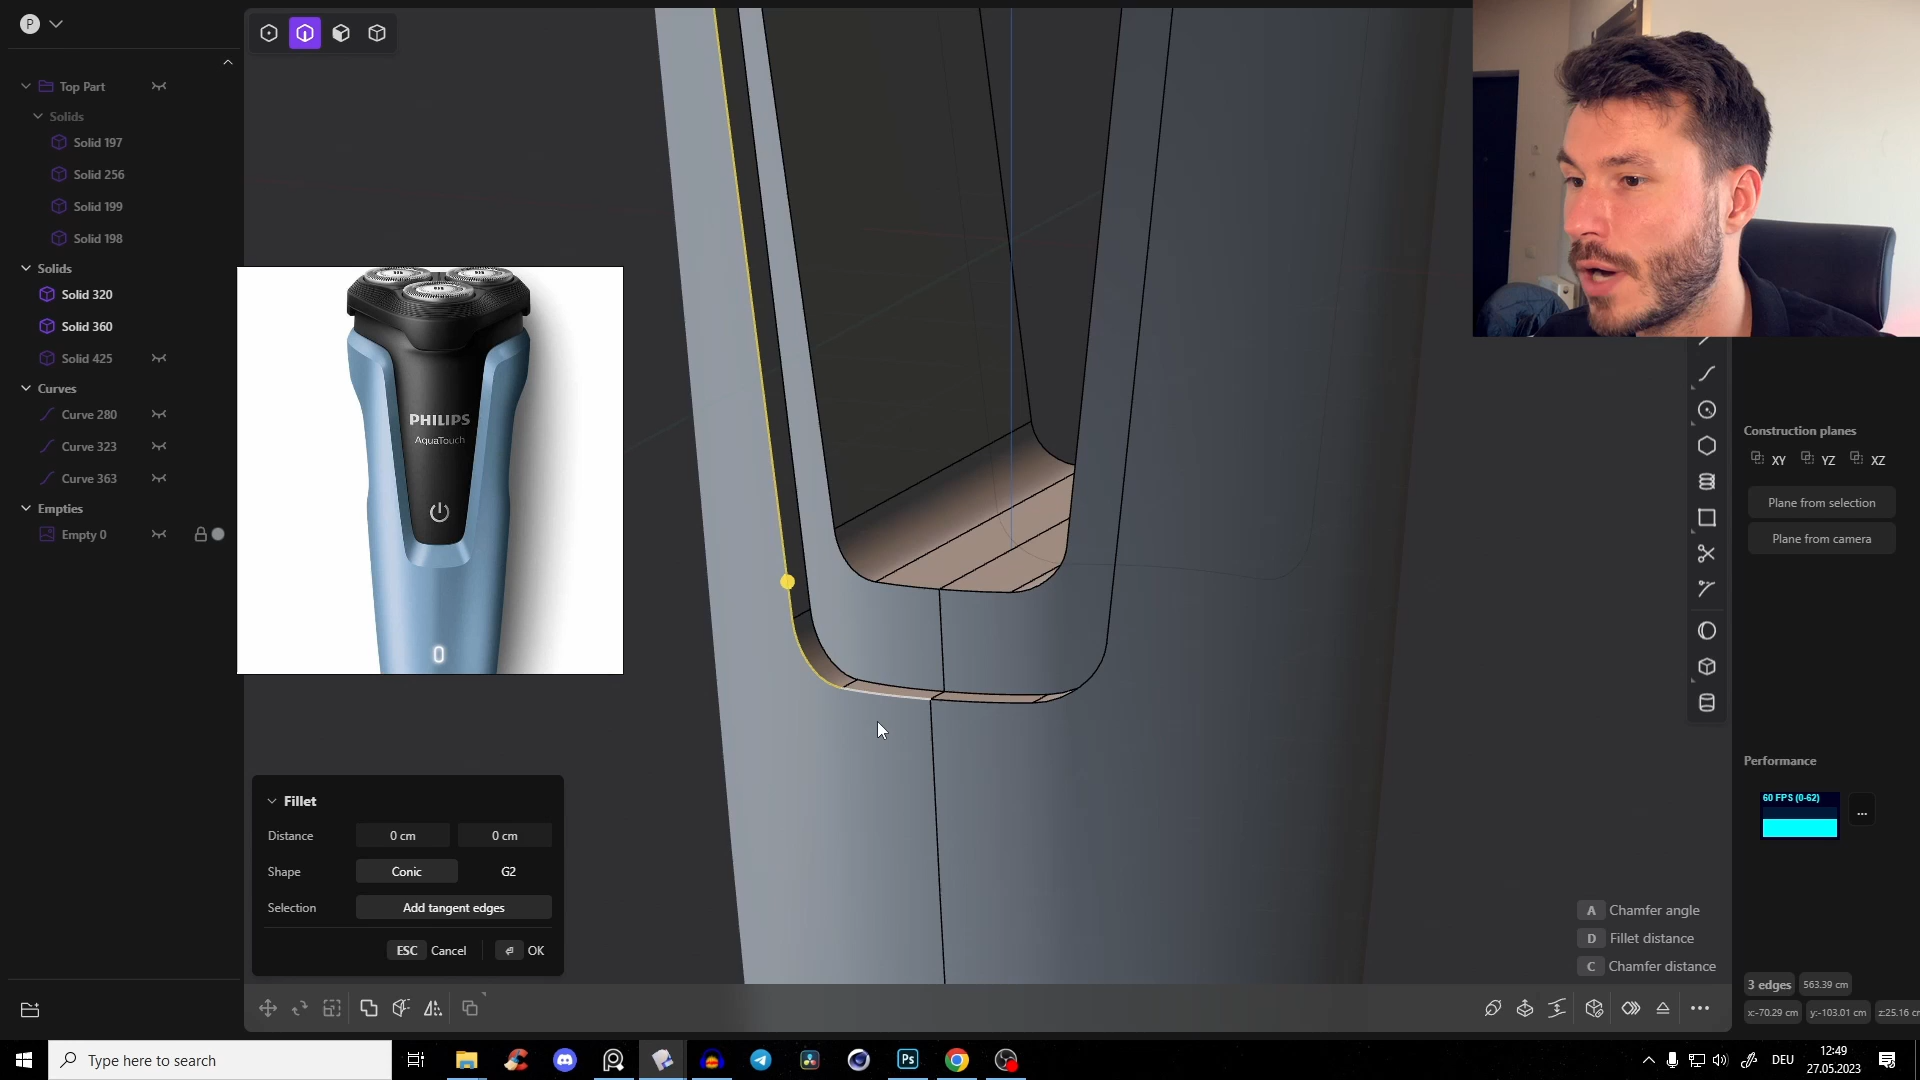 P
Top Part
Solids
Solid 197
Solid 256
Solid 199
Solid 198
Solids
Solid 320
Solid 360
Solid 425
Curves
Curve 280
Curve 323
Curve 363
Empties
Empty 0
PHILIPS
AquaTouch
Fillet
Distance 0 cm 0 cm
Shape Conic G2
Selection Add tangent edges
ESC Cancel OK
Construction planes
XY YZ XZ
Plane from selection
Plane from camera
Performance
60 FPS (0-62)
...
A Chamfer angle
D Fillet distance
C Chamfer distance
3 edges 563.39 cm
x:-70.29 cm y:-103.01 cm z:25.16 cm
Type here to search
Ps
DEU
12:49
27.05.2023